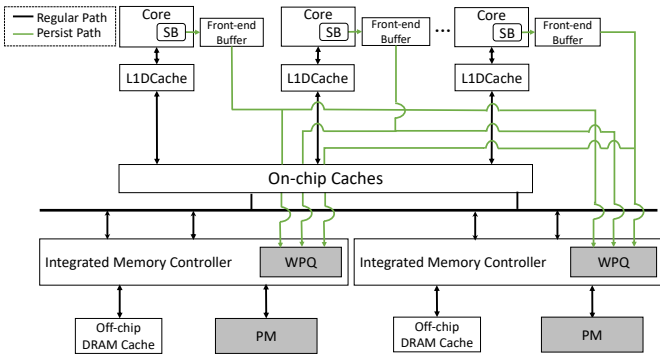 Regular Path
Persist Path
Core
SB
Front-end
Buffer
Core
SB
Front-end
Buffer
...
Core
SB
Front-end
Buffer
L1DCache
L1DCache
L1DCache
On-chip Caches
Integrated Memory Controller
WPQ
Integrated Memory Controller
WPQ
Off-chip
DRAM Cache
PM
Off-chip
DRAM Cache
PM